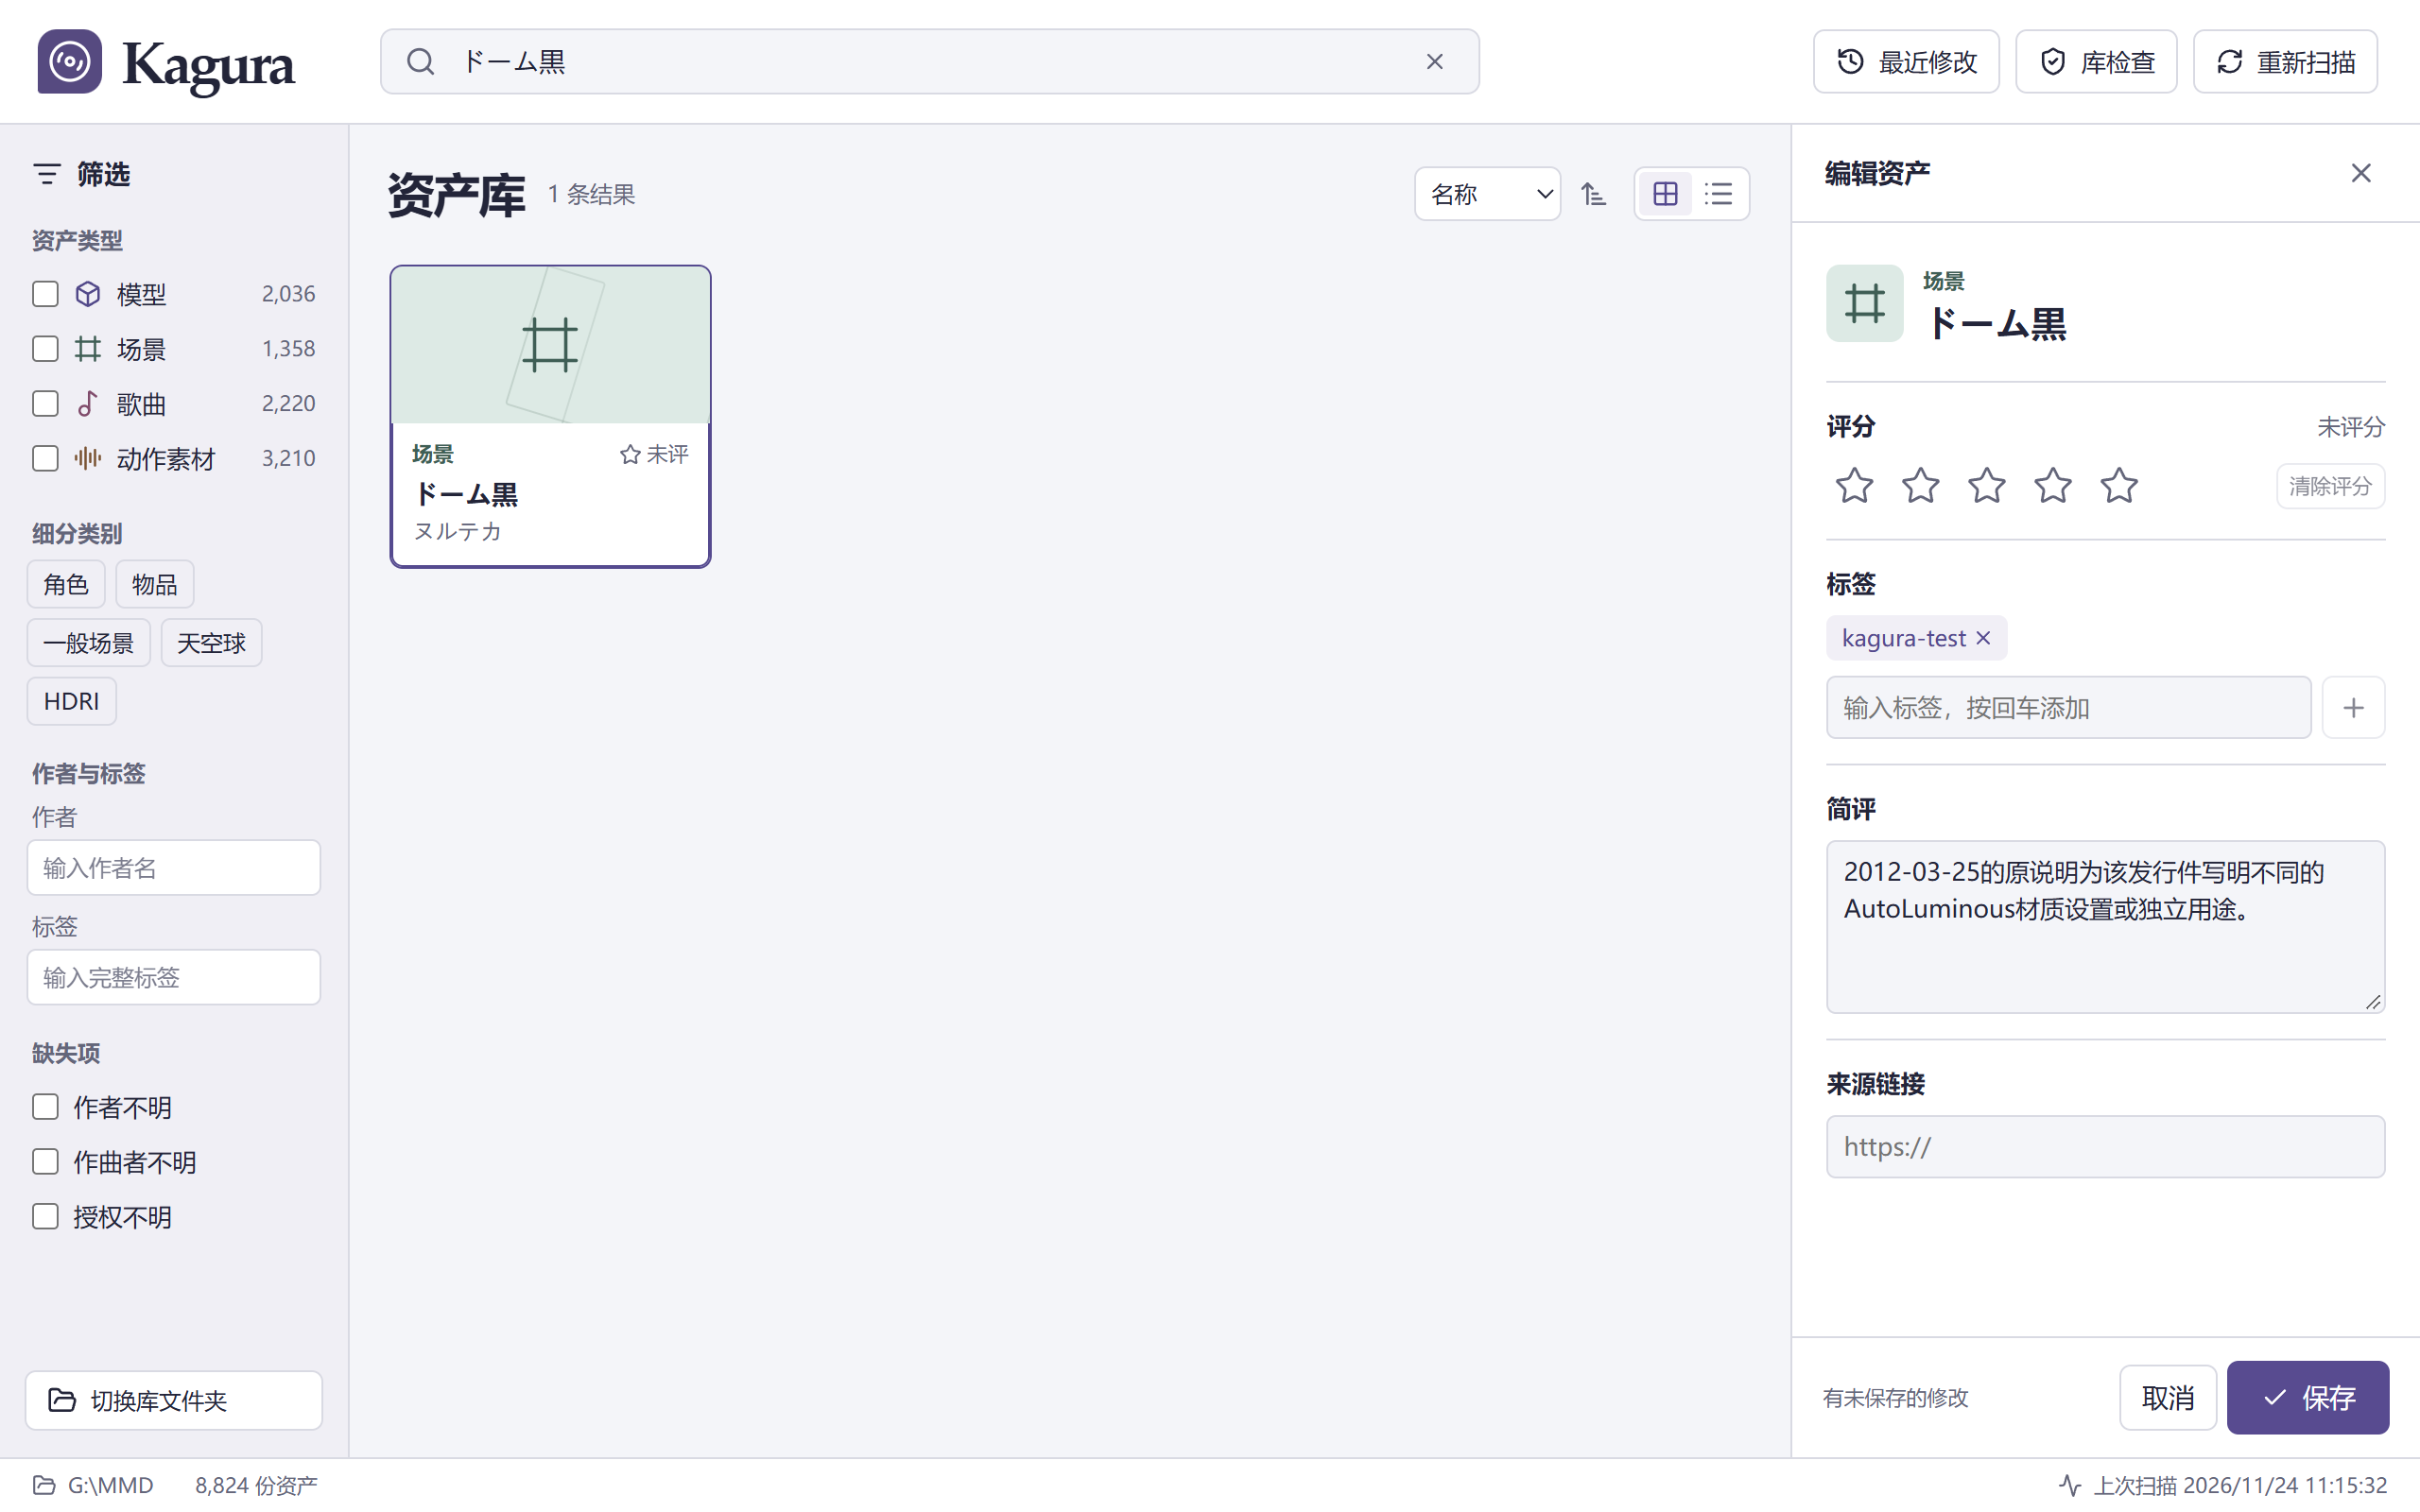 Kagura
ドーム黒
最近修改
库检查
重新扫描
筛选
资产类型
模型 2,036
场景 1,358
歌曲 2,220
动作素材 3,210
细分类别
角色 物品
一般场景 天空球
HDRI
作者与标签
作者
输入作者名
标签
输入完整标签
缺失项
作者不明
作曲者不明
授权不明
切换库文件夹
资产库 1 条结果
名称
场景 未评
ドーム黒
ヌルテカ
编辑资产
场景
ドーム黒
评分 未评分
清除评分
标签
kagura-test
输入标签，按回车添加
简评
2012-03-25的原说明为该发行件写明不同的
AutoLuminous材质设置或独立用途。
来源链接
https://
有未保存的修改
取消
保存
G:\MMD 8,824 份资产
上次扫描 2026/11/24 11:15:32